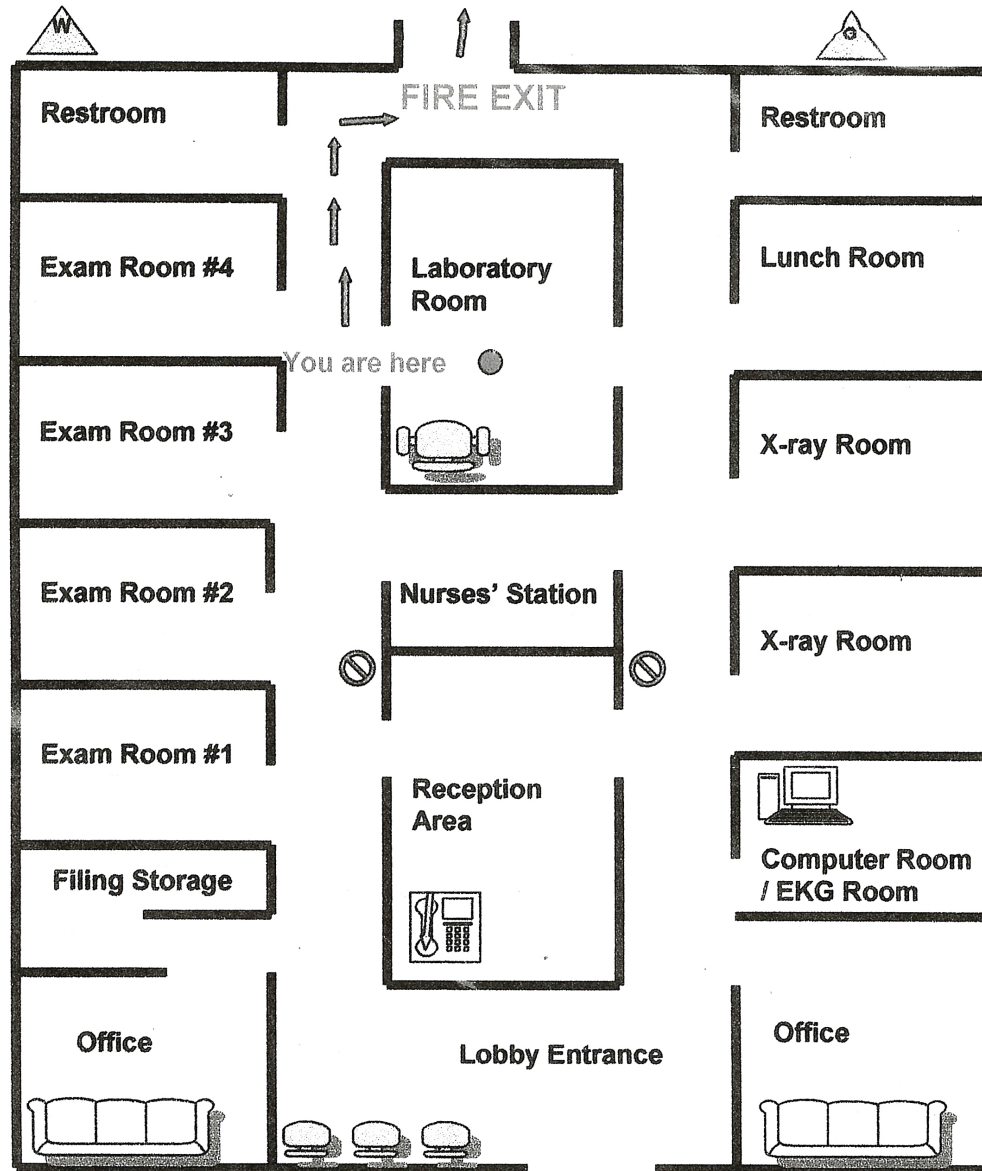 W
G
FIRE EXIT
Restroom
Restroom
Exam Room #4
Laboratory
Room
Lunch Room
You are here
Exam Room #3
X-ray Room
Exam Room #2
Nurses' Station
X-ray Room
Exam Room #1
Reception
Area
Filing Storage
Computer Room
/ EKG Room
Office
Lobby Entrance
Office